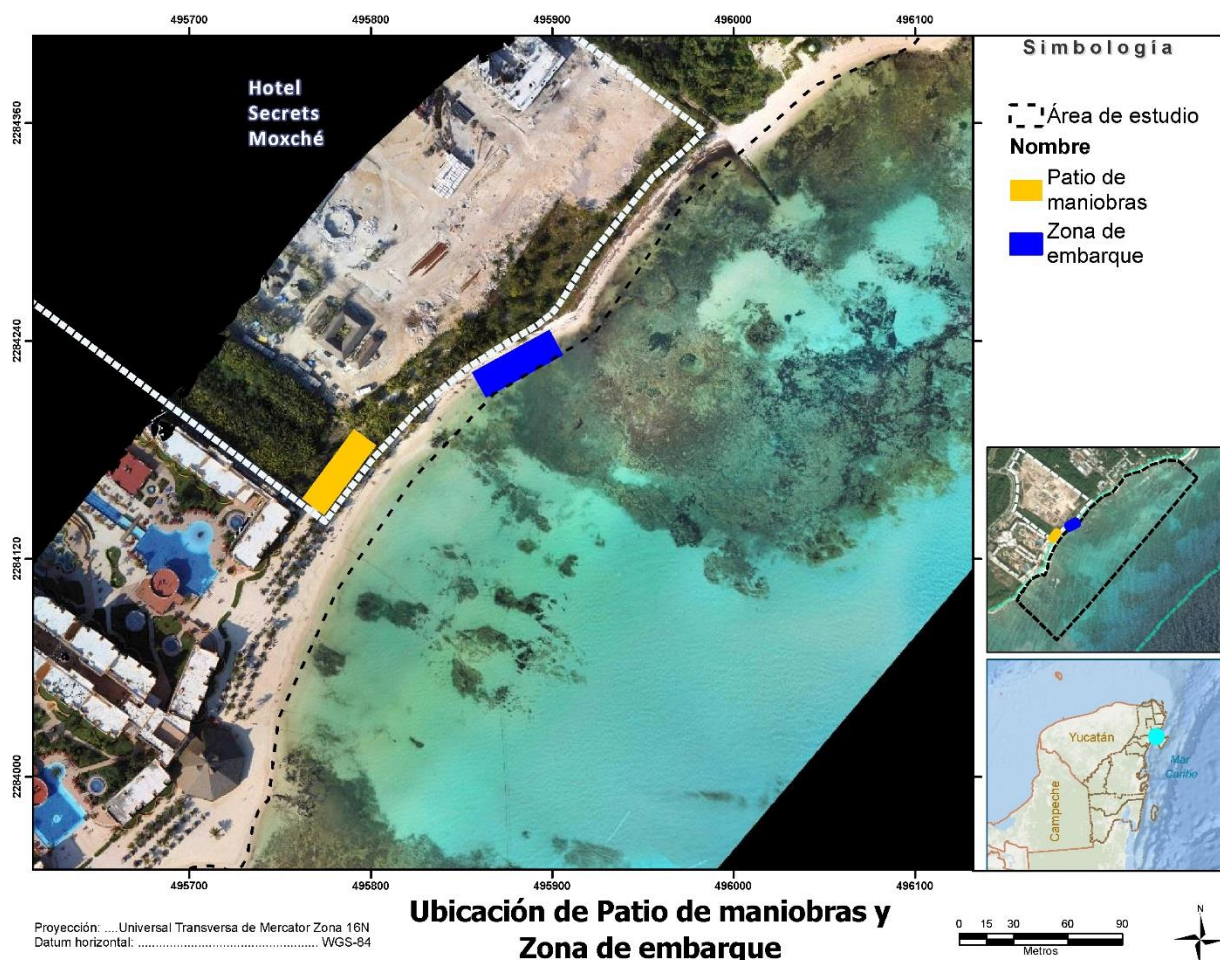 495700 495800 495900 496000 496100
Hotel
Secrets
Moxché
2284360
2284240
2284120
2284000
495700 495800 495900 496000 496100
Simbología
Área de estudio
Nombre
Patio de
maniobras
Zona de
embarque
Yucatán
Mar
Caribe
Campeche
Proyección: ....Universal Transversa de Mercator Zona 16N
Datum horizontal: ................................................ WGS-84
Ubicación de Patio de maniobras y
Zona de embarque
0 15 30 60 90
Metros
N